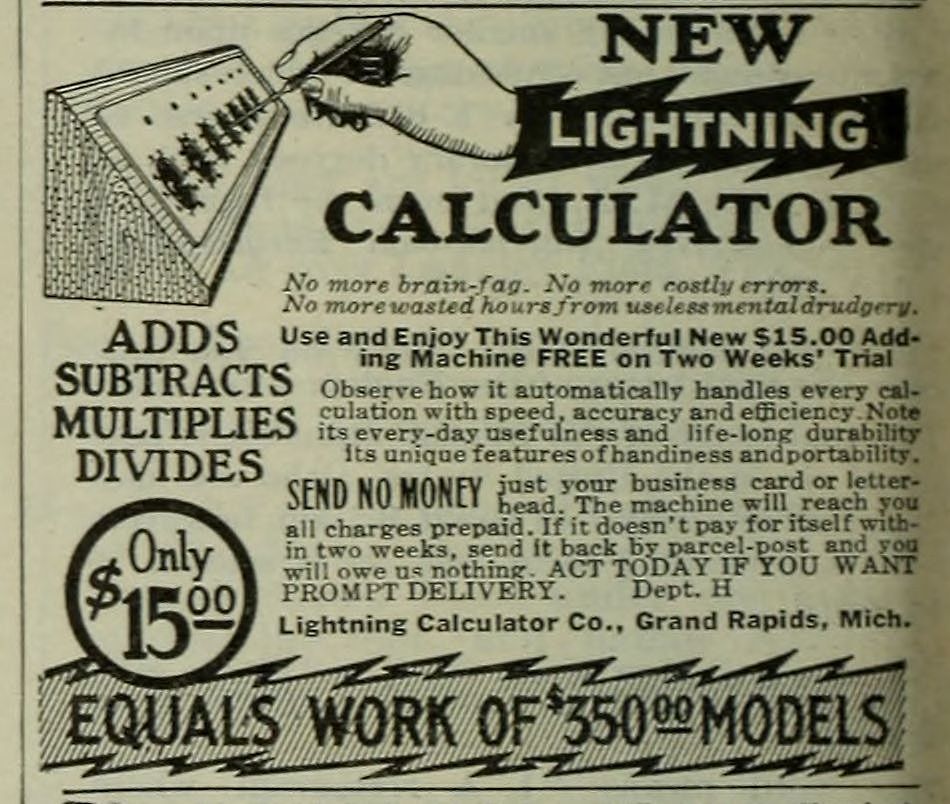 NEW
LIGHTNING
CALCULATOR
No more brain-fag. No more costly errors.
No more wasted hours from useless mental drudgery.
Use and Enjoy This Wonderful New $15.00 Add-
ing Machine FREE on Two Weeks' Trial
ADDS
SUBTRACTS
MULTIPLIES
DIVIDES
Observe how it automatically handles every cal-
culation with speed, accuracy and efficiency. Note
its every-day usefulness and life-long durability
its unique features of handiness and portability.
SEND NO MONEY just your business card or letter-
head. The machine will reach you
all charges prepaid. If it doesn't pay for itself with-
in two weeks, send it back by parcel-post and you
will owe us nothing. ACT TODAY IF YOU WANT
PROMPT DELIVERY. Dept. H
Lightning Calculator Co., Grand Rapids, Mich.
Only
$15.00
EQUALS WORK OF $350.00 MODELS